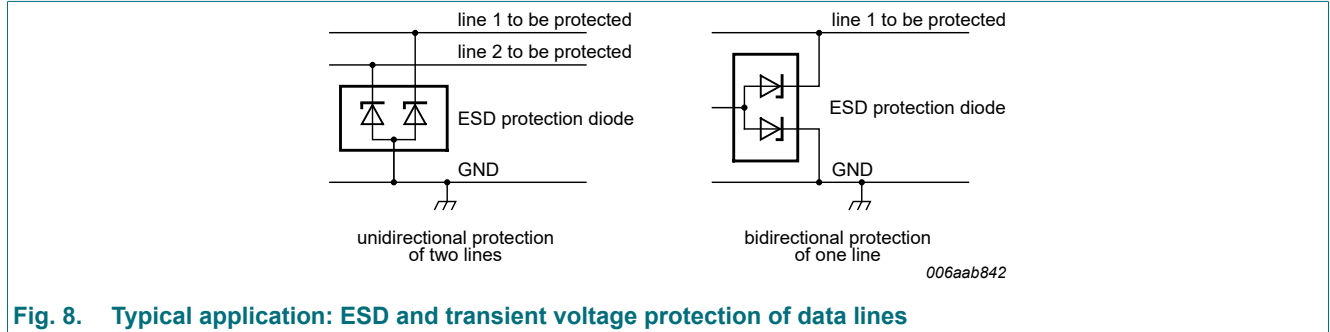 line 1 to be protected
line 2 to be protected
ESD protection diode
GND
unidirectional protection
of two lines
line 1 to be protected
ESD protection diode
GND
bidirectional protection
of one line
006aab842
Fig. 8. Typical application: ESD and transient voltage protection of data lines